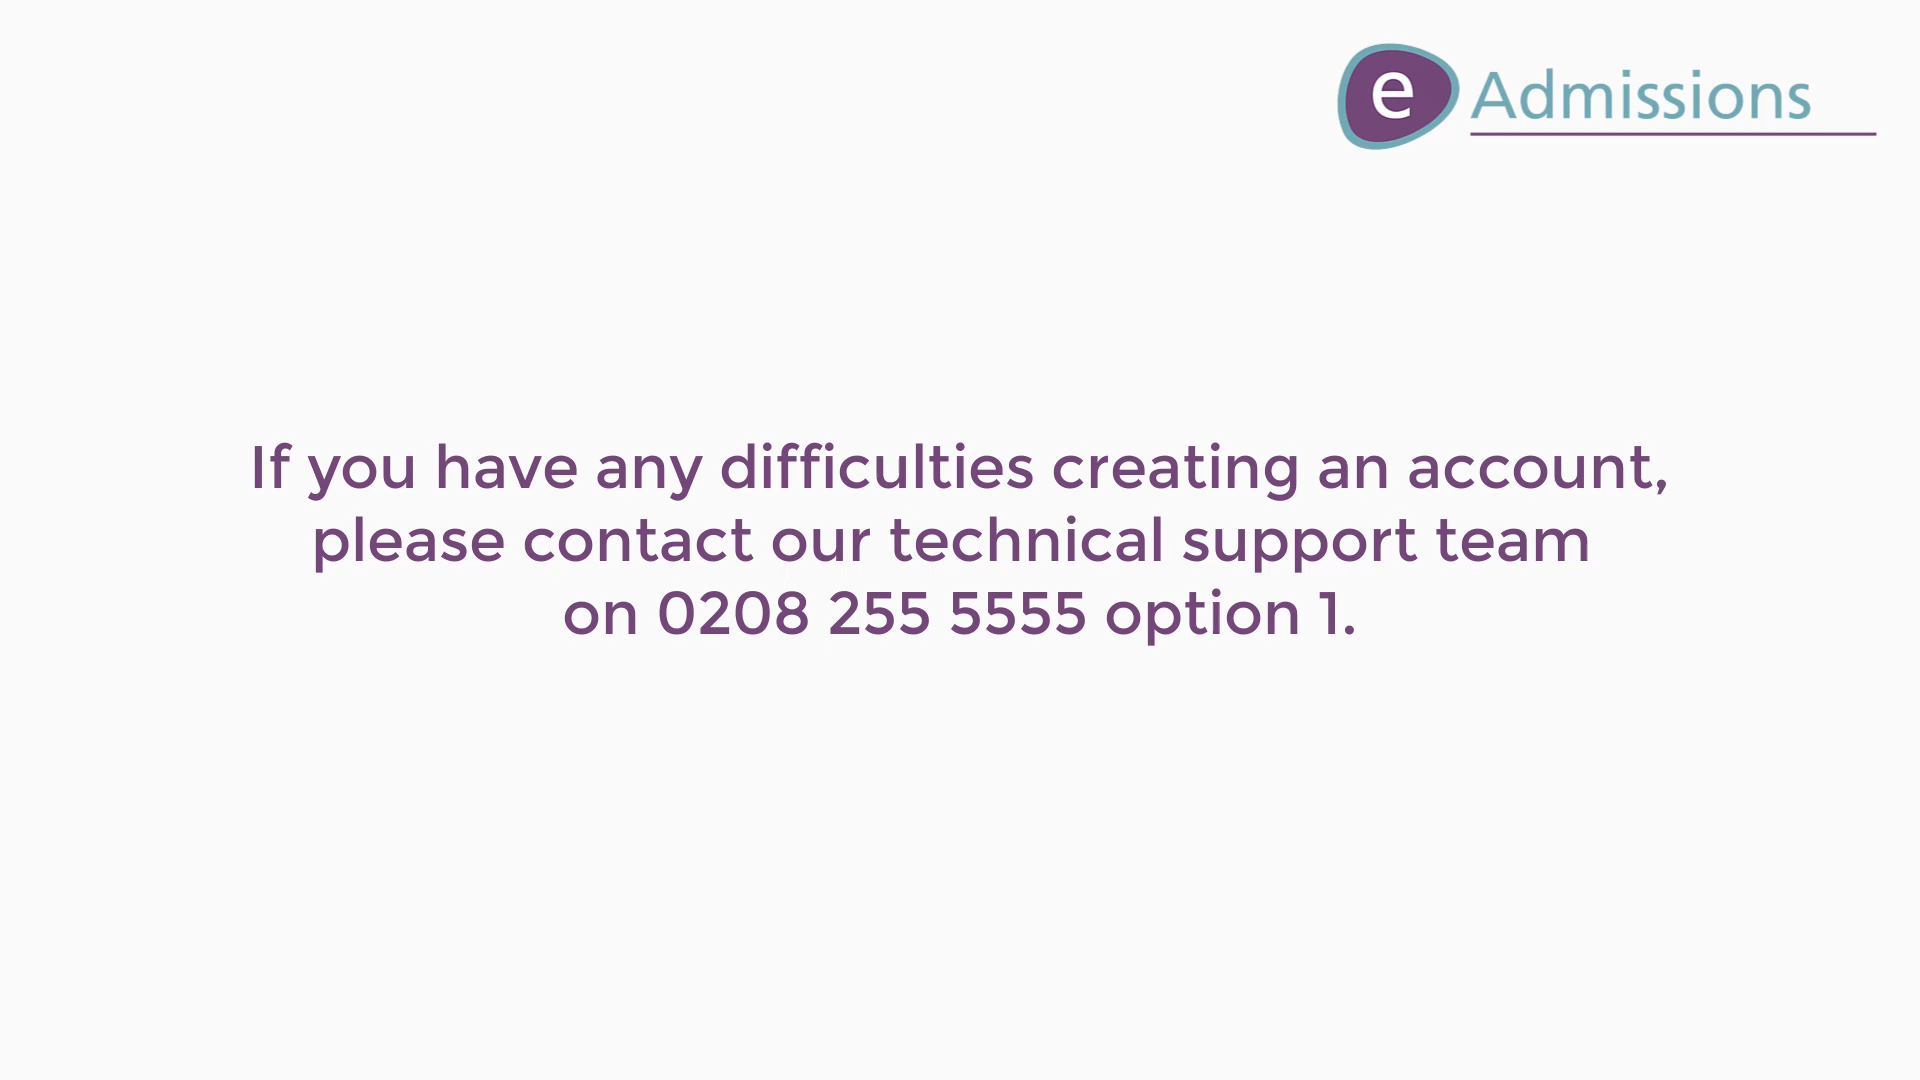 e Admissions
If you have any difficulties creating an account,
please contact our technical support team
on 0208 255 5555 option 1.